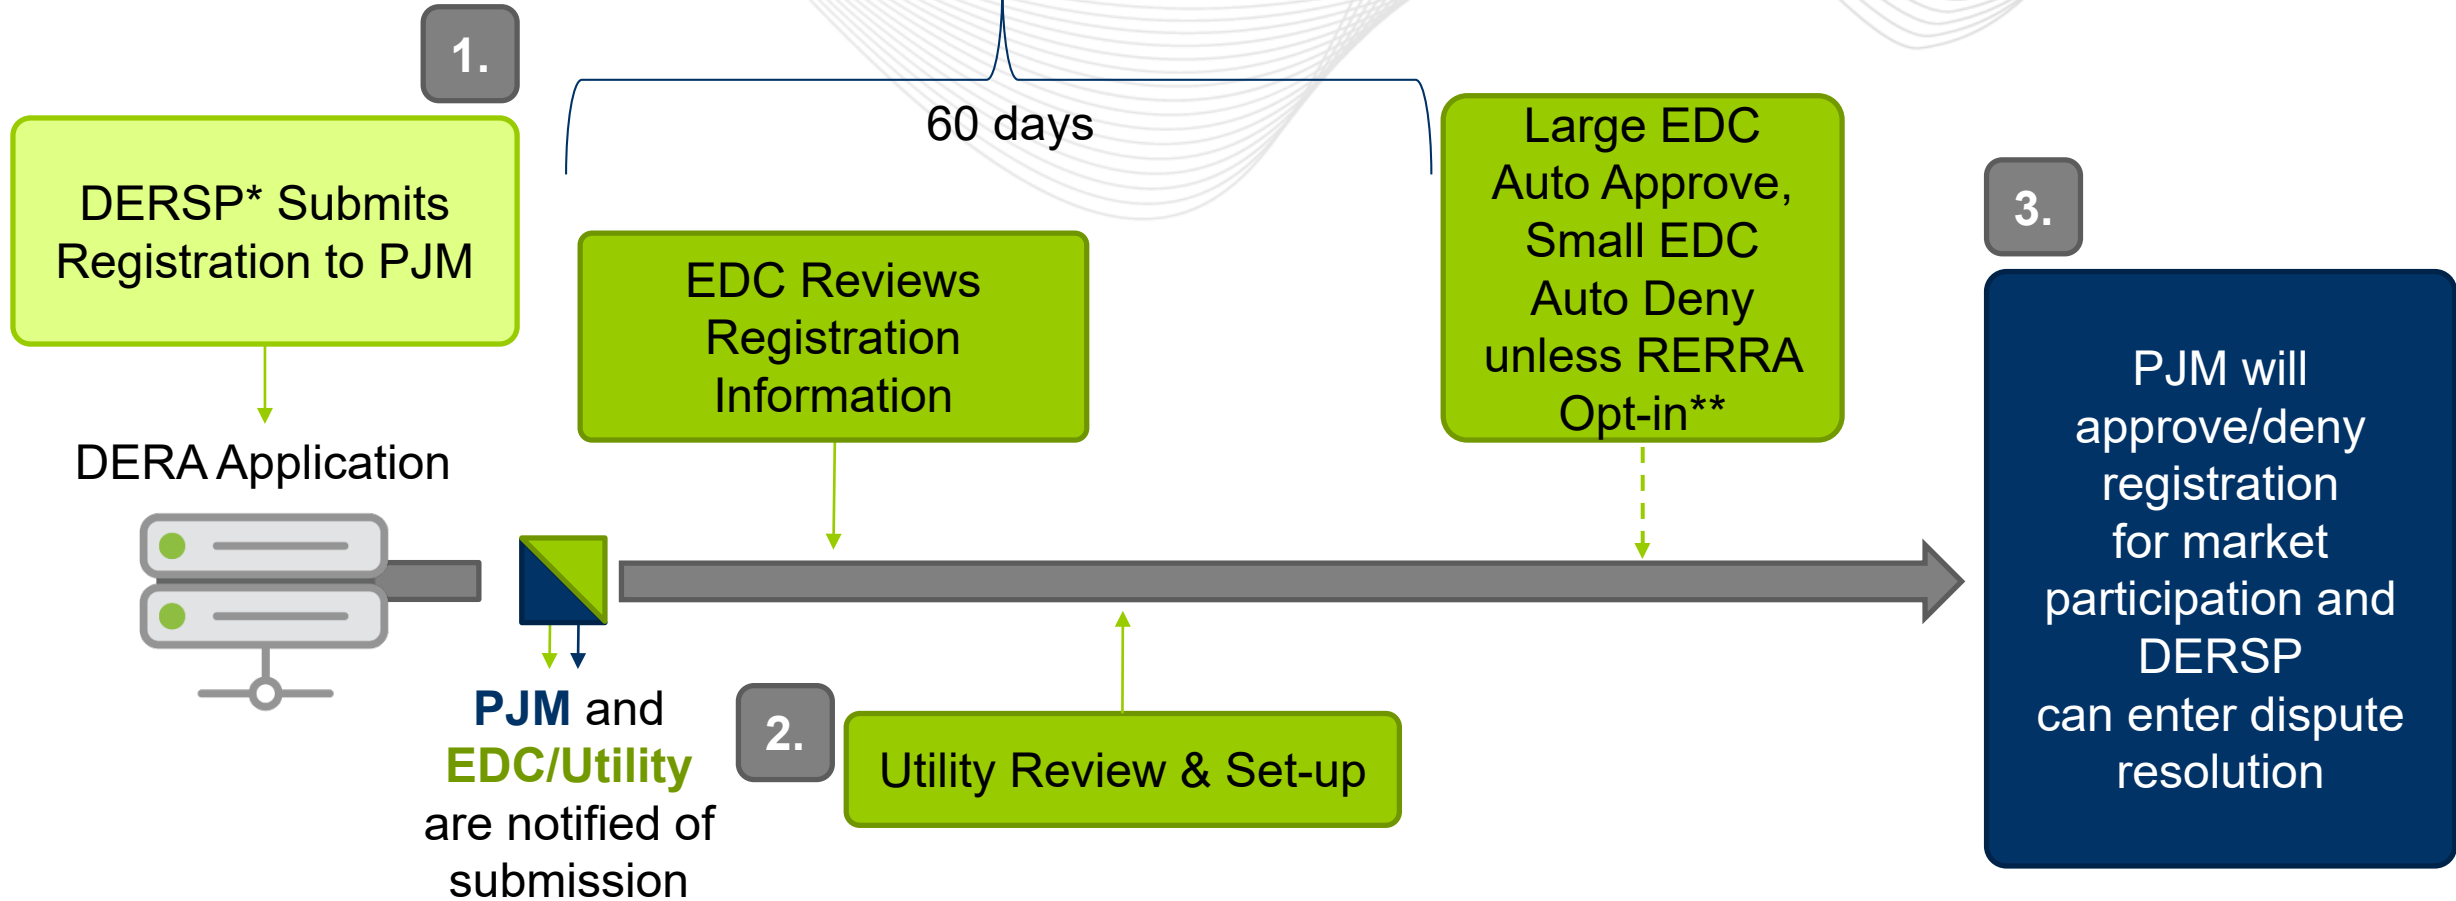 1.
DERSP* Submits
Registration to PJM
DERA Application
60 days
EDC Reviews
Registration
Information
Large EDC
Auto Approve,
Small EDC
Auto Deny
unless RERRA
Opt-in**
PJM and
EDC/Utility
are notified of
submission
2.
Utility Review & Set-up
3.
PJM will
approve/deny
registration
for market
participation and
DERSP
can enter dispute
resolution